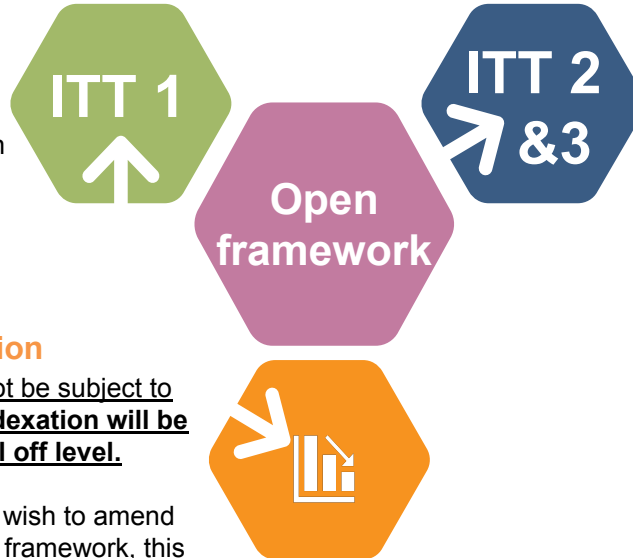 ITT 1
ITT 2
&3
Open
framework
ot be subject to
dexation will be
l off level.
wish to amend
framework, this